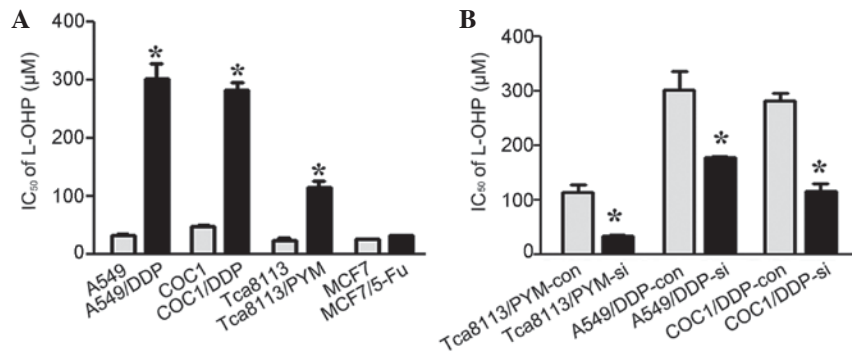 A
IC₅₀ of L-OHP (μM)
400
300
200
100
0
*
*
*
A549
A549/DDP
COC1
COC1/DDP
Tca8113
Tca8113/PYM
MCF7
MCF7/5-Fu
B
IC₅₀ of L-OHP (μM)
400
300
200
100
0
*
*
*
Tca8113/PYM-con
Tca8113/PYM-si
A549/DDP-con
A549/DDP-si
COC1/DDP-con
COC1/DDP-si